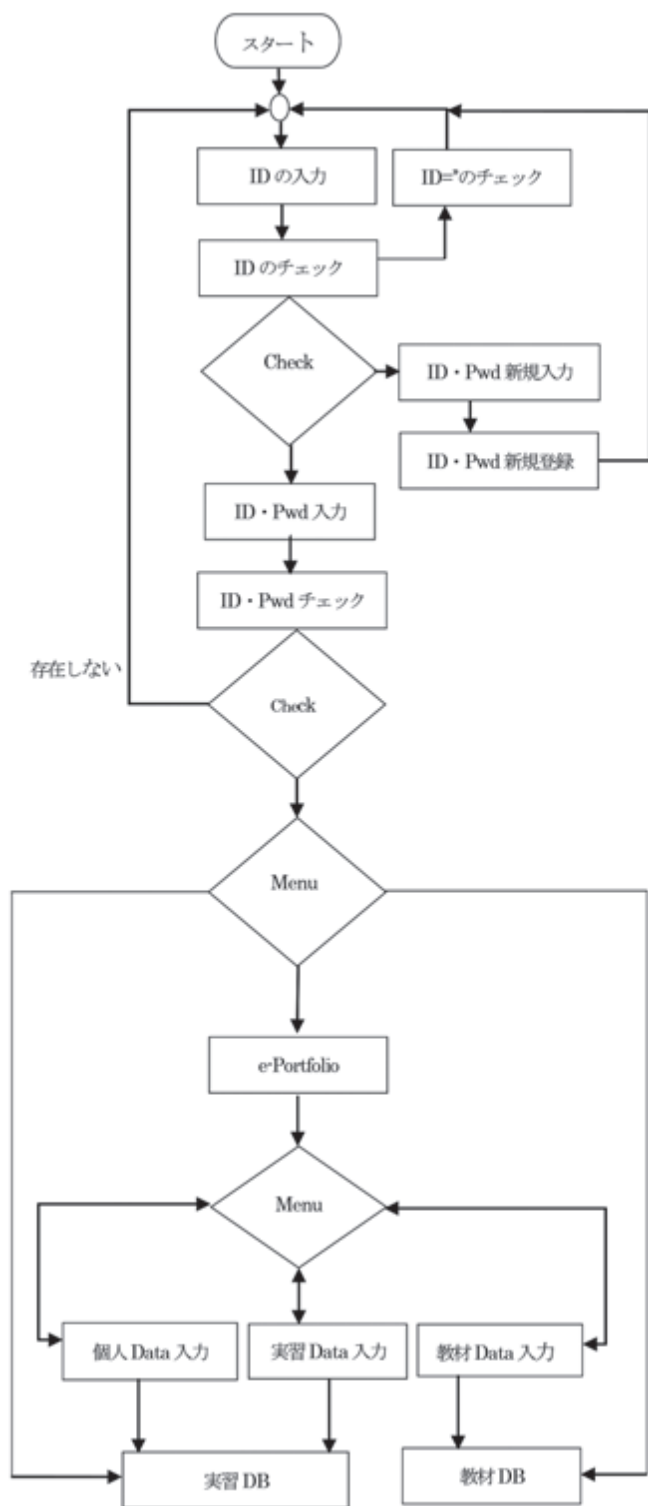 スタート
IDの入力
ID=*のチェック
IDのチェック
Check
ID・Pwd 新規入力
ID・Pwd 新規登録
ID・Pwd 入力
ID・Pwd チェック
存在しない
Check
Menu
e-Portfolio
Menu
個人 Data 入力
実習 Data 入力
教材 Data 入力
実習 DB
教材 DB